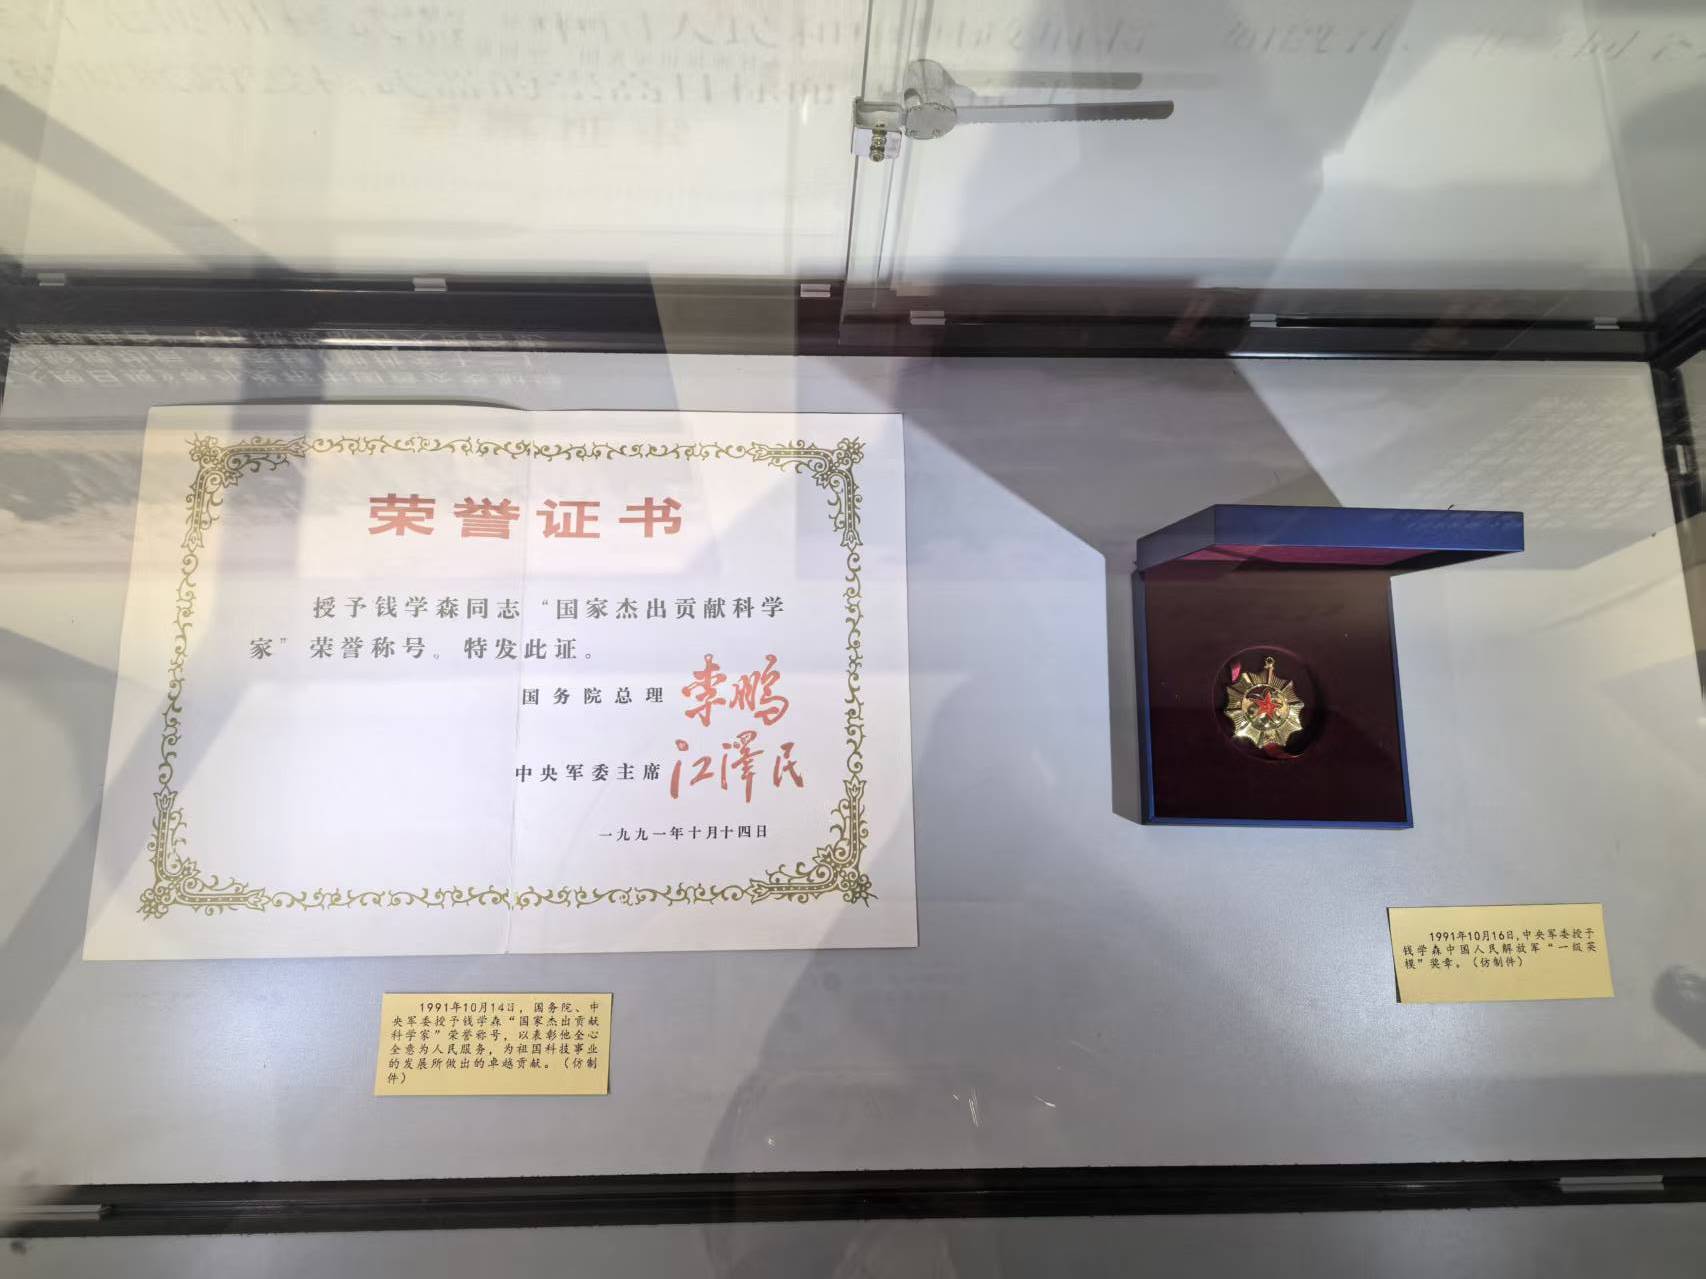 荣誉证书
授予钱学森同志“国家杰出贡献科学
家”荣誉称号。特发此证。
国务院总理 李鹏
中央军委主席 江泽民
一九九一年十月十四日
1991年10月14日，国务院、中
央军委授予钱学森“国家杰出贡献
科学家”荣誉称号，以表彰他全心
全意为人民服务，为祖国科技事业
的发展所做出的卓越贡献。（仿制
件）
1991年10月16日，中央军委授予
钱学森中国人民解放军“一级英
模”奖章。（仿制件）